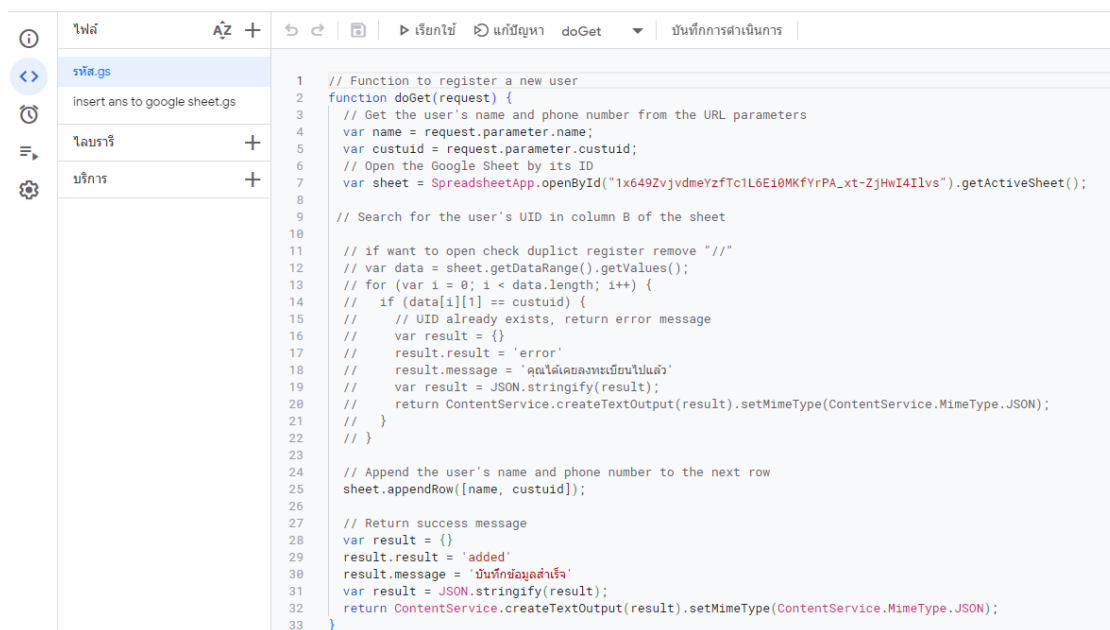 ไฟล์
เรียกใช้ แก้ปัญหา doGet บันทึกการดำเนินการ
รหัส.gs
insert ans to google sheet.gs
ไลบรารี
บริการ
1 // Function to register a new user
2 function doGet(request) {
3 // Get the user's name and phone number from the URL parameters
4 var name = request.parameter.name;
5 var custuid = request.parameter.custuid;
6 // Open the Google Sheet by its ID
7 var sheet = SpreadsheetApp.openById("1x649ZvjvdmeYzfTc1L6Ei0MKfYrPA_xt-ZjHwI4Ilvs").getActiveSheet();
8
9 // Search for the user's UID in column B of the sheet
10
11 // if want to open check duplict register remove "//"
12 // var data = sheet.getDataRange().getValues();
13 // for (var i = 0; i < data.length; i++) {
14 //   if (data[i][1] == custuid) {
15 //     // UID already exists, return error message
16 //     var result = {}
17 //     result.result = 'error'
18 //     result.message = 'คุณได้เคยลงทะเบียนไปแล้ว'
19 //     var result = JSON.stringify(result);
20 //     return ContentService.createTextOutput(result).setMimeType(ContentService.MimeType.JSON);
21 //   }
22 // }
23
24 // Append the user's name and phone number to the next row
25 sheet.appendRow([name, custuid]);
26
27 // Return success message
28 var result = {}
29 result.result = 'added'
30 result.message = 'บันทึกข้อมูลสำเร็จ'
31 var result = JSON.stringify(result);
32 return ContentService.createTextOutput(result).setMimeType(ContentService.MimeType.JSON);
33 }